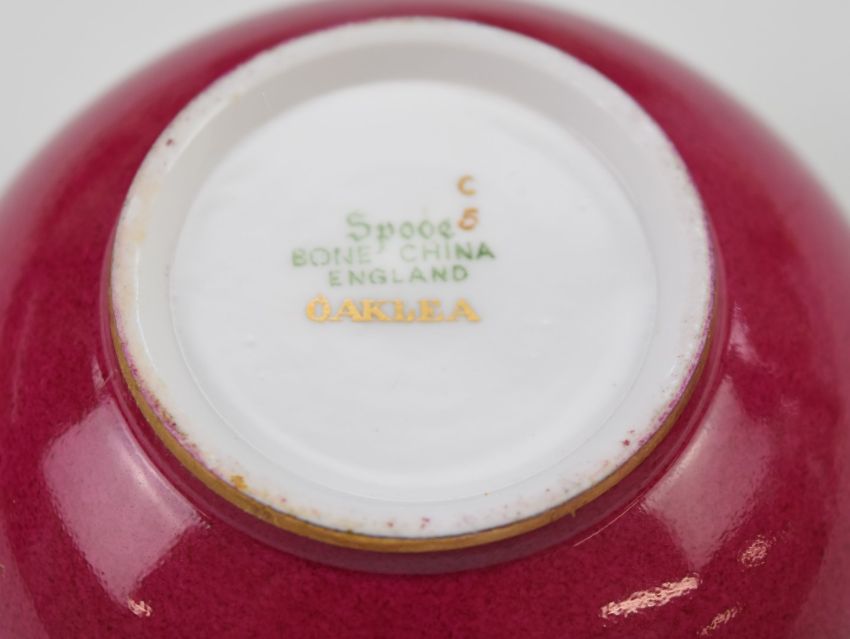 C
Spode 5
BONE CHINA
ENGLAND
OAKLEA